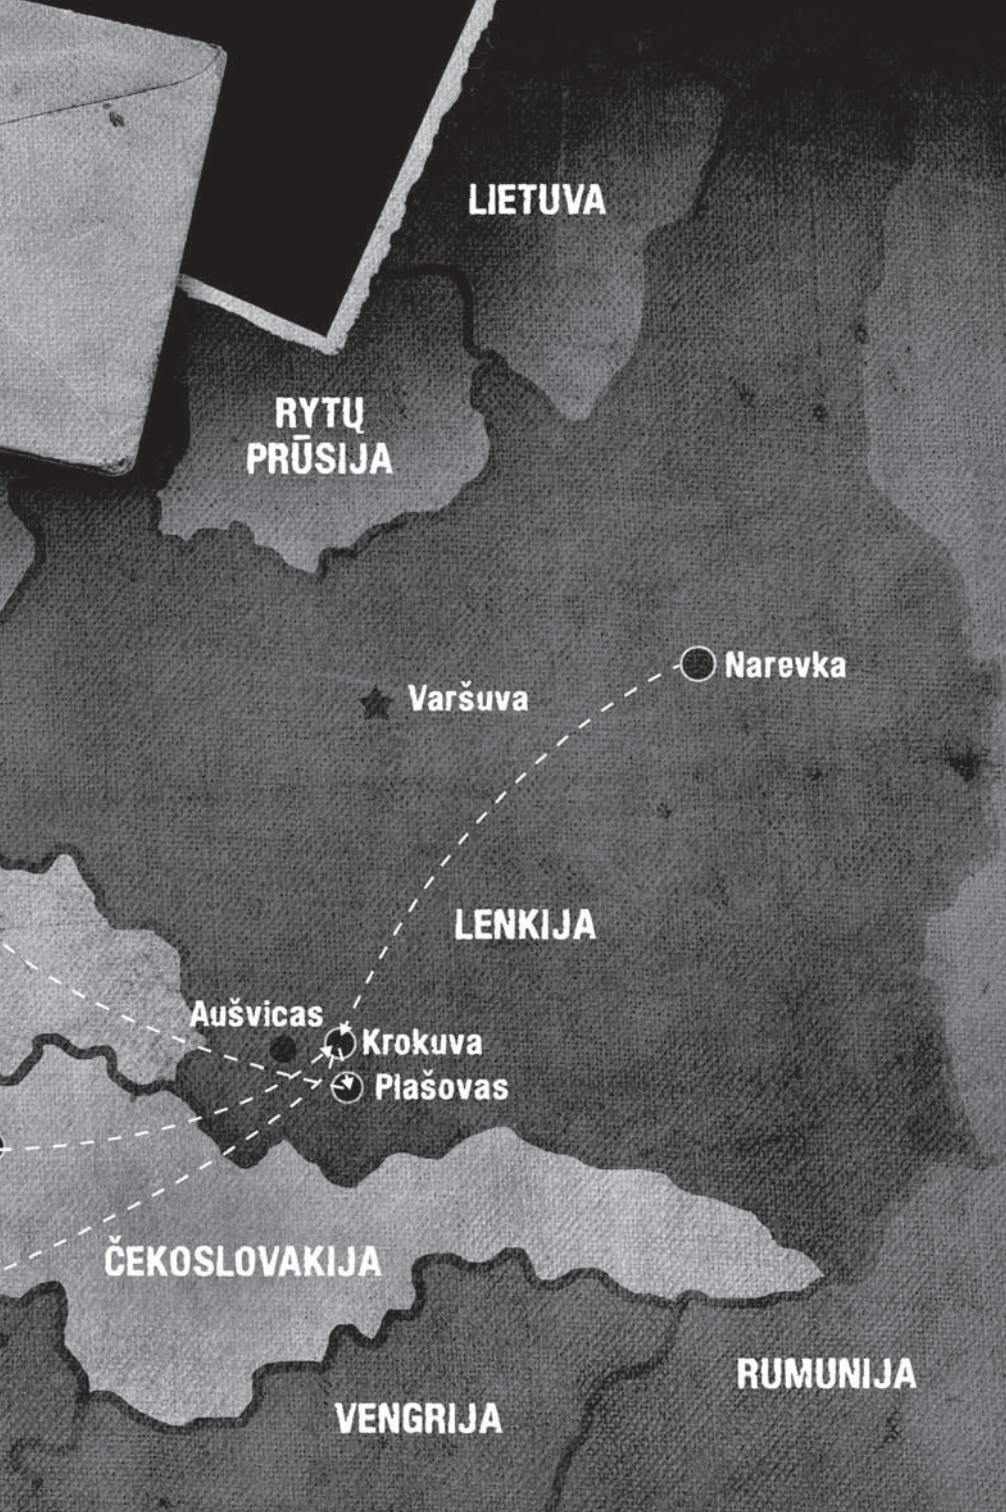 LIETUVA
RYTŲ
PRŪSIJA
Narevka
Varšuva
LENKIJA
Aušvicas
Krokuva
Plašovas
ČEKOSLOVAKIJA
RUMUNIJA
VENGRIJA